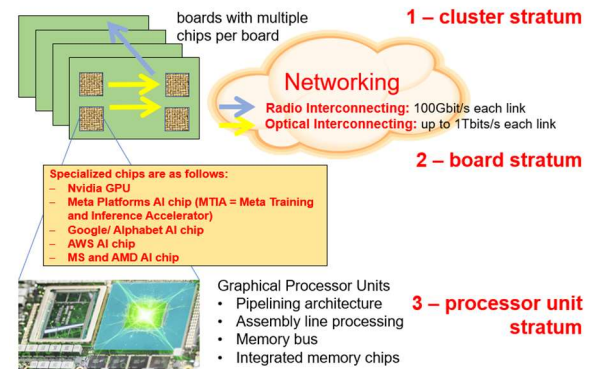 boards with multiple
chips per board
1 – cluster stratum
Networking
Radio Interconnecting: 100Gbit/s each link
Optical Interconnecting: up to 1Tbits/s each link
2 – board stratum
Specialized chips are as follows:
– Nvidia GPU
– Meta Platforms AI chip (MTIA = Meta Training
and Inference Accelerator)
– Google/ Alphabet AI chip
– AWS AI chip
– MS and AMD AI chip
Graphical Processor Units
• Pipelining architecture
• Assembly line processing
• Memory bus
• Integrated memory chips
3 – processor unit
stratum